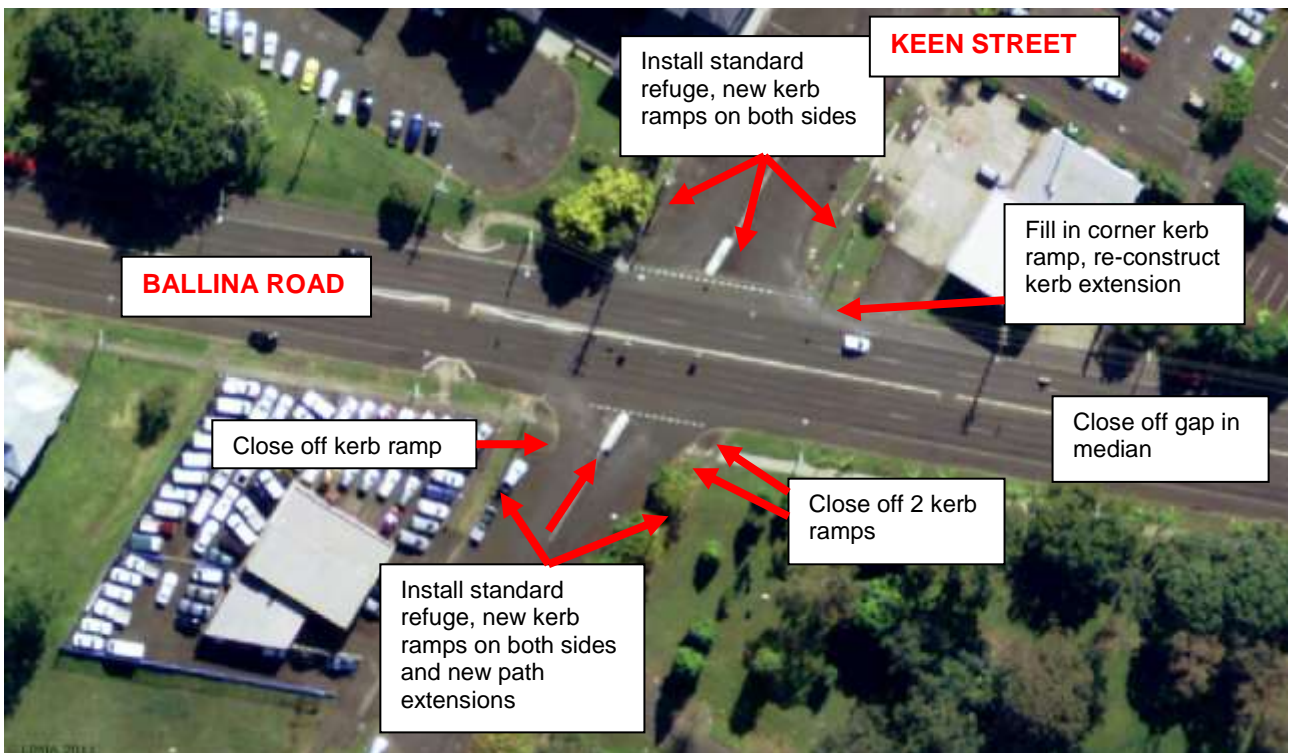 Install standard
refuge, new kerb
ramps on both sides
KEEN STREET
Fill in corner kerb
ramp, re-construct
kerb extension
BALLINA ROAD
Close off gap in
median
Close off kerb ramp
Close off 2 kerb
ramps
Install standard
refuge, new kerb
ramps on both sides
and new path
extensions